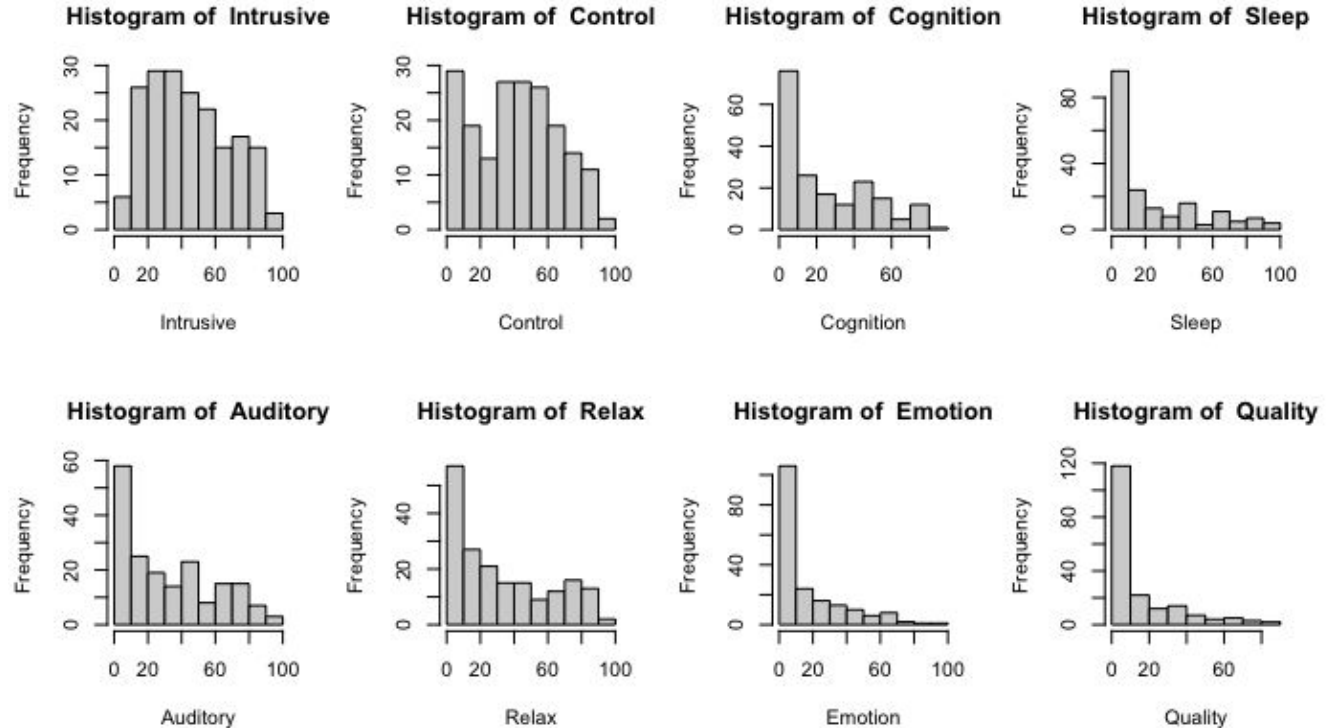 Histogram of  Intrusive
Frequency
0 10 20 30
0 20 60 100
Intrusive
Histogram of  Control
Frequency
0 10 20 30
0 20 60 100
Control
Histogram of  Cognition
Frequency
0 20 40 60
0 20 40 60
Cognition
Histogram of  Sleep
Frequency
0 40 80
0 20 60 100
Sleep
Histogram of  Auditory
Frequency
0 20 40 60
0 20 60 100
Auditory
Histogram of  Relax
Frequency
0 20 40
0 20 60 100
Relax
Histogram of  Emotion
Frequency
0 40 80
0 20 60 100
Emotion
Histogram of  Quality
Frequency
0 40 80 120
0 20 40 60
Quality